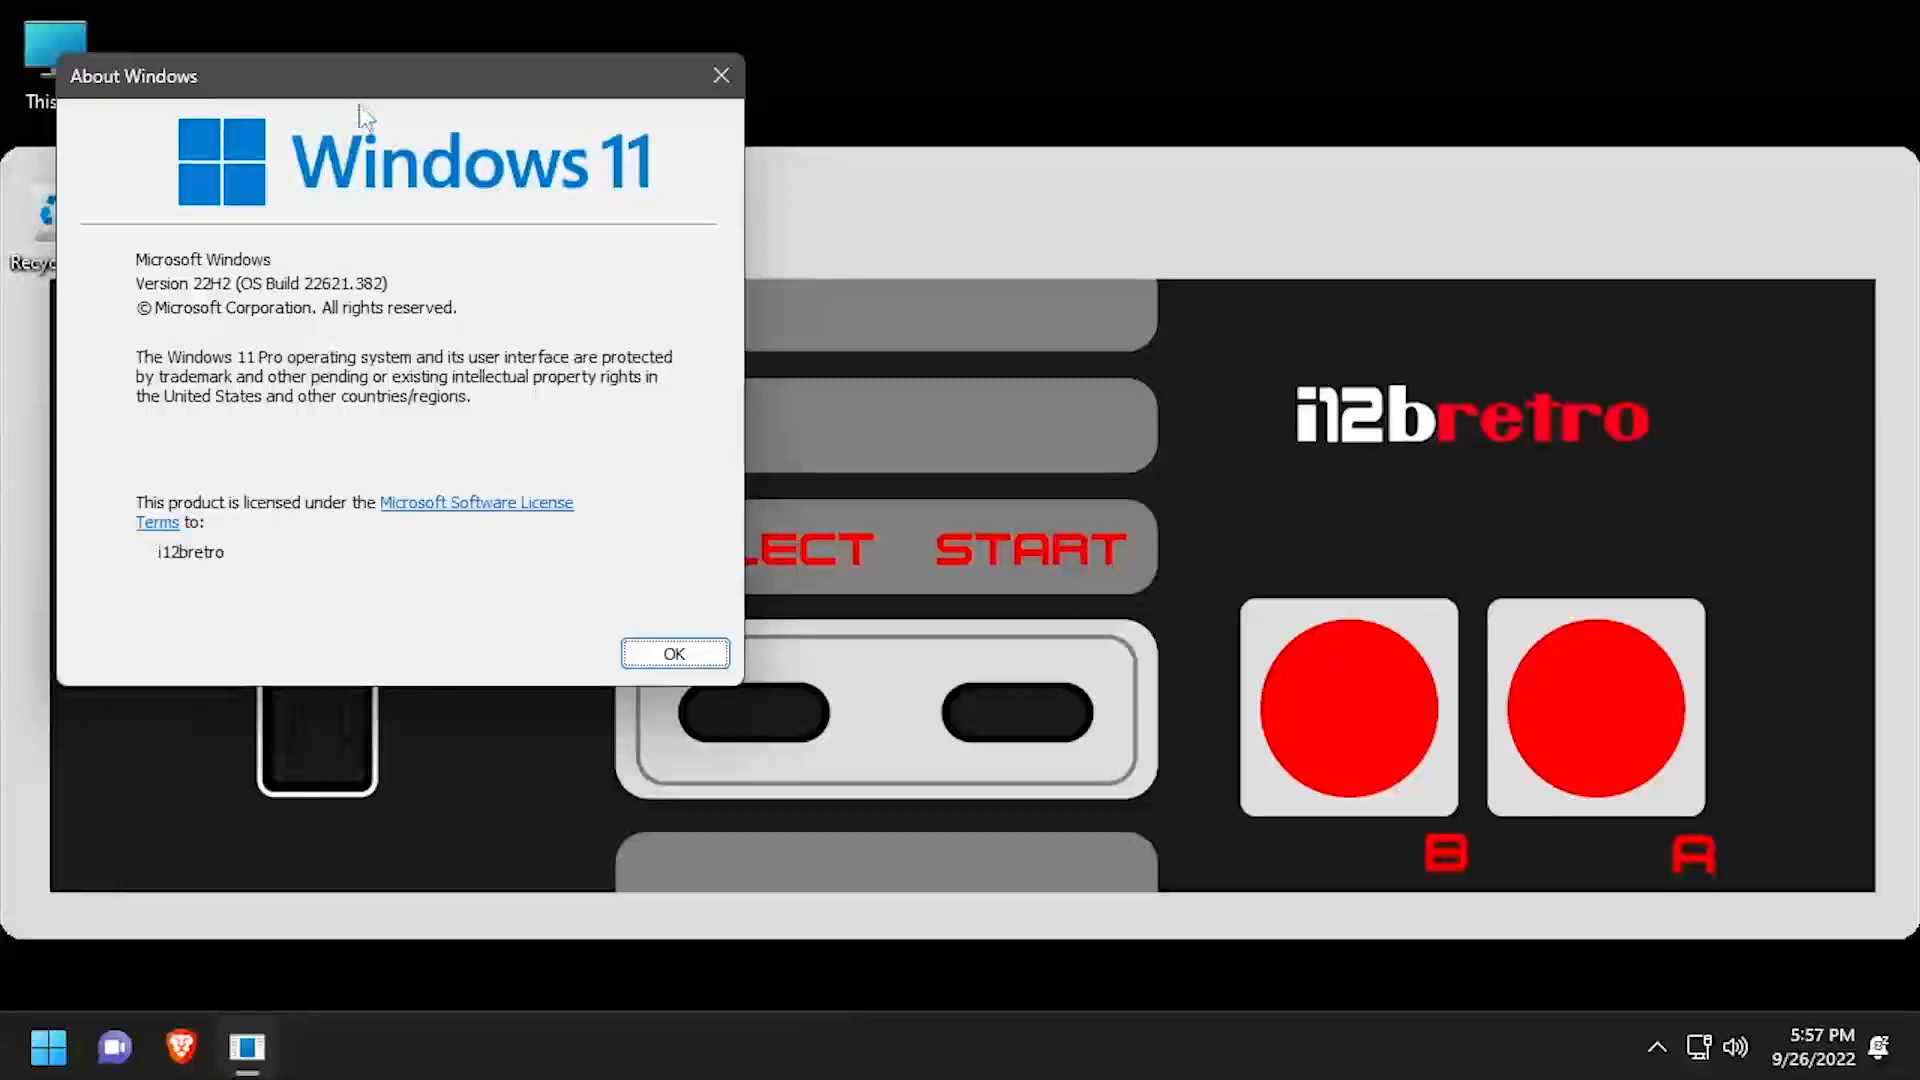 This
About Windows
Windows 11
Recyc
Microsoft Windows
Version 22H2 (OS Build 22621.382)
© Microsoft Corporation. All rights reserved.
The Windows 11 Pro operating system and its user interface are protected
by trademark and other pending or existing intellectual property rights in
the United States and other countries/regions.
This product is licensed under the Microsoft Software License
Terms to:
i12bretro
OK
i12bretro
LECT START
B A
5:57 PM
9/26/2022